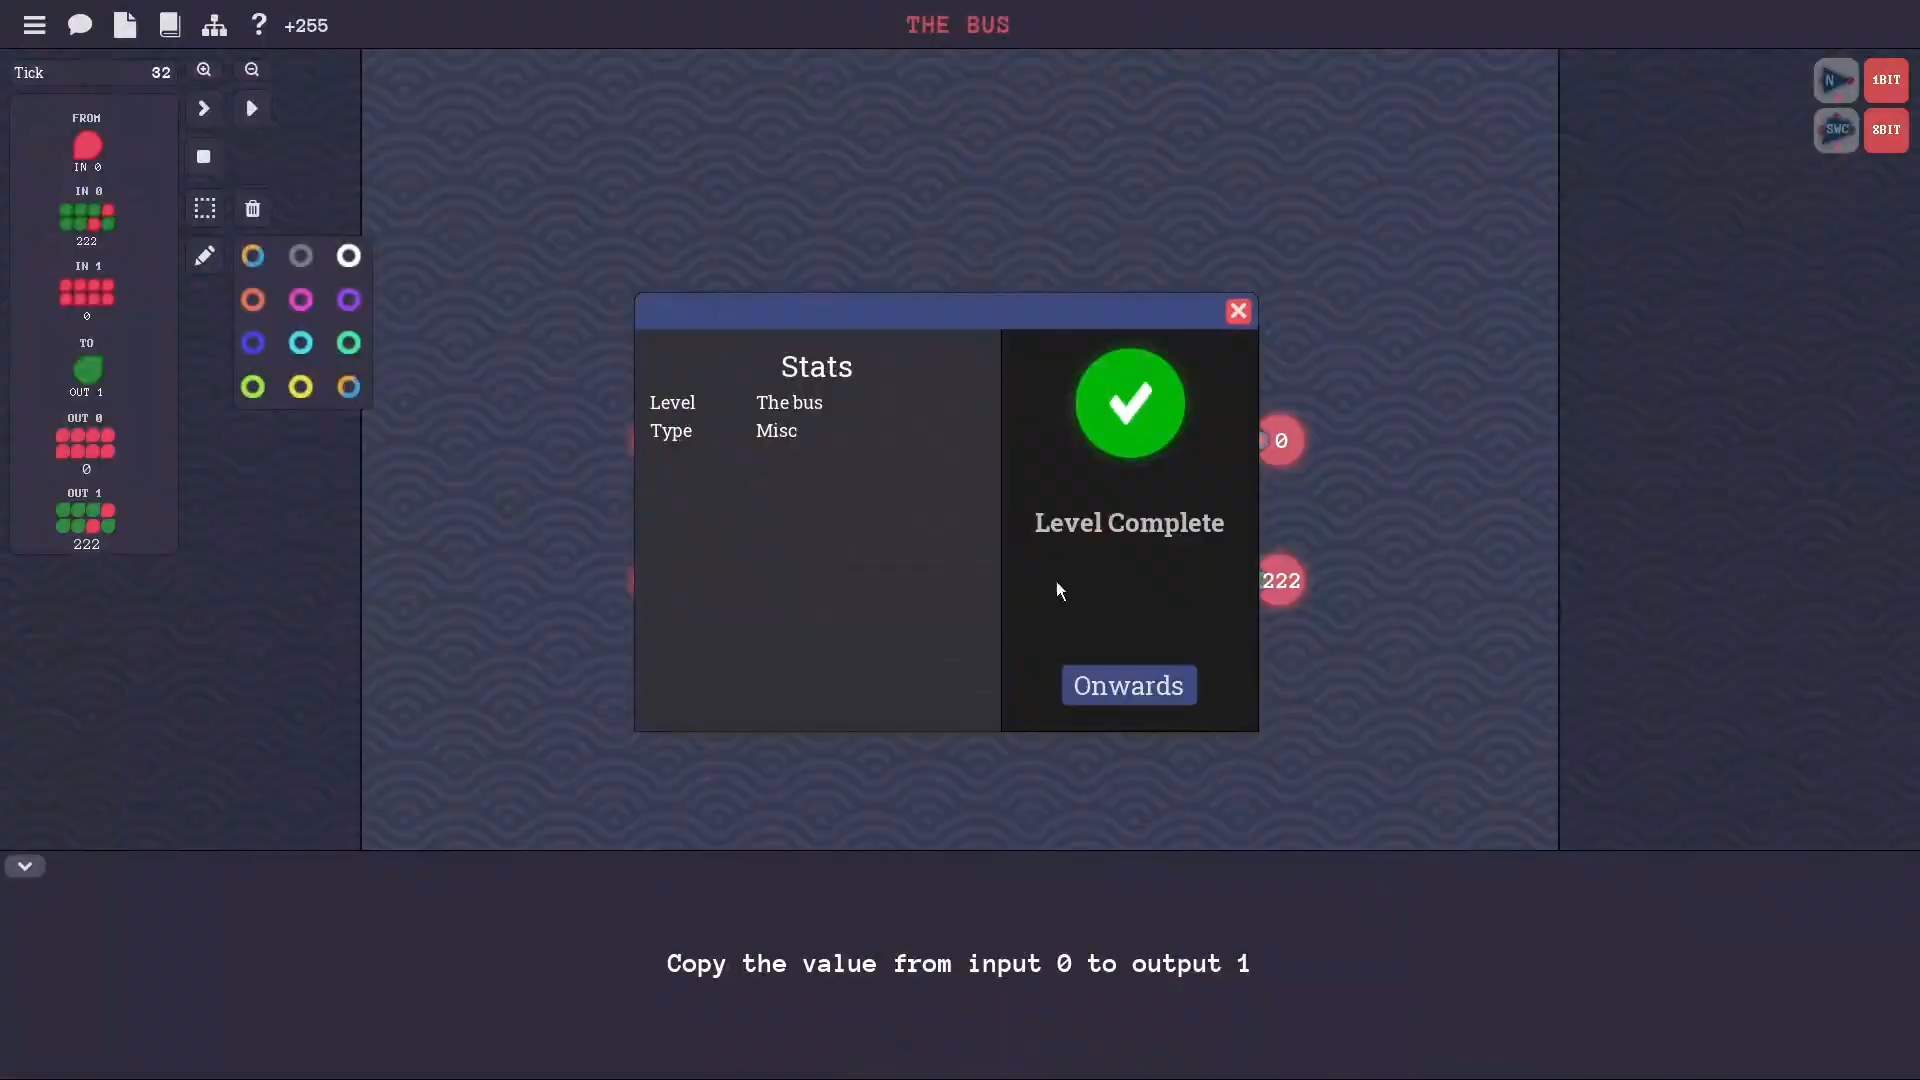 ? +255
THE BUS
Tick 32
FROM
IN 0
IN 0
222
IN 1
0
TO
OUT 1
OUT 0
0
OUT 1
222
N 1BIT
SWC 8BIT
Stats
Level The bus
Type Misc
Level Complete
Onwards
0
222
Copy the value from input 0 to output 1